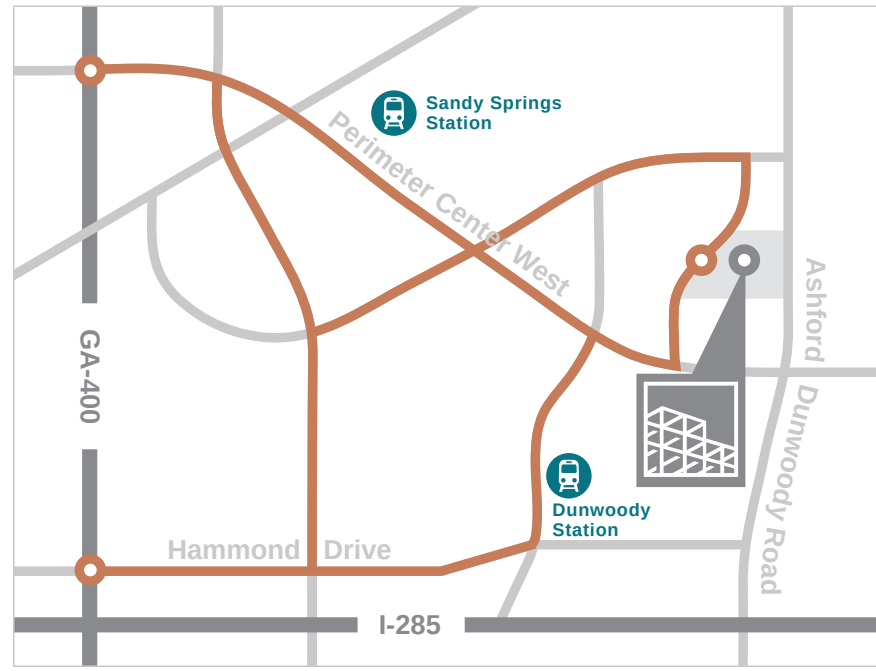 Sandy Springs
Station
Perimeter Center West
Ashford Dunwoody Road
GA-400
Dunwoody
Station
Hammond Drive
I-285